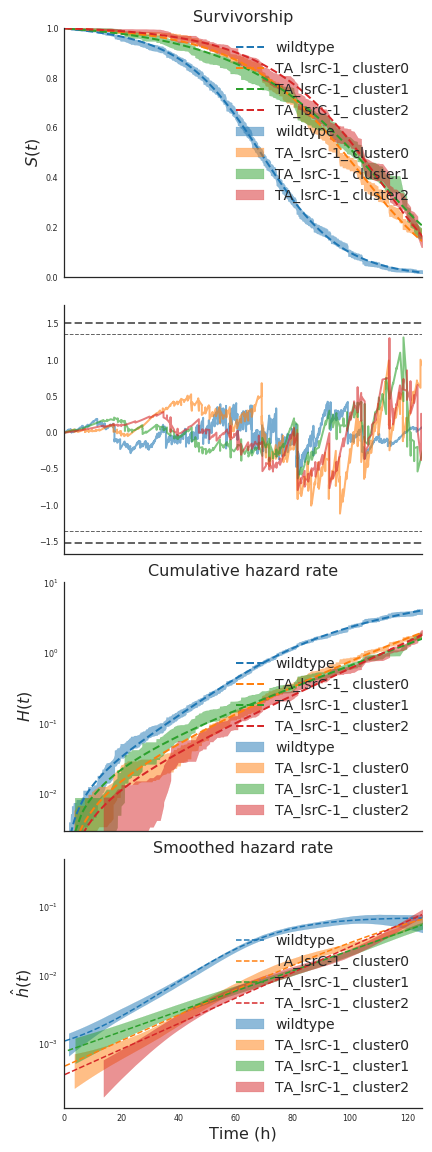 Survivorship
S(t)
1.0
0.8
0.6
0.4
0.2
0.0
wildtype
TA_lsrC-1_ cluster0
TA_lsrC-1_ cluster1
TA_lsrC-1_ cluster2
wildtype
TA_lsrC-1_ cluster0
TA_lsrC-1_ cluster1
TA_lsrC-1_ cluster2
1.5
1.0
0.5
0.0
−0.5
−1.0
−1.5
Cumulative hazard rate
H(t)
10¹
10⁰
10⁻¹
10⁻²
wildtype
TA_lsrC-1_ cluster0
TA_lsrC-1_ cluster1
TA_lsrC-1_ cluster2
wildtype
TA_lsrC-1_ cluster0
TA_lsrC-1_ cluster1
TA_lsrC-1_ cluster2
Smoothed hazard rate
ĥ(t)
10⁻¹
10⁻²
10⁻³
wildtype
TA_lsrC-1_ cluster0
TA_lsrC-1_ cluster1
TA_lsrC-1_ cluster2
wildtype
TA_lsrC-1_ cluster0
TA_lsrC-1_ cluster1
TA_lsrC-1_ cluster2
0 20 40 60 80 100 120
Time (h)